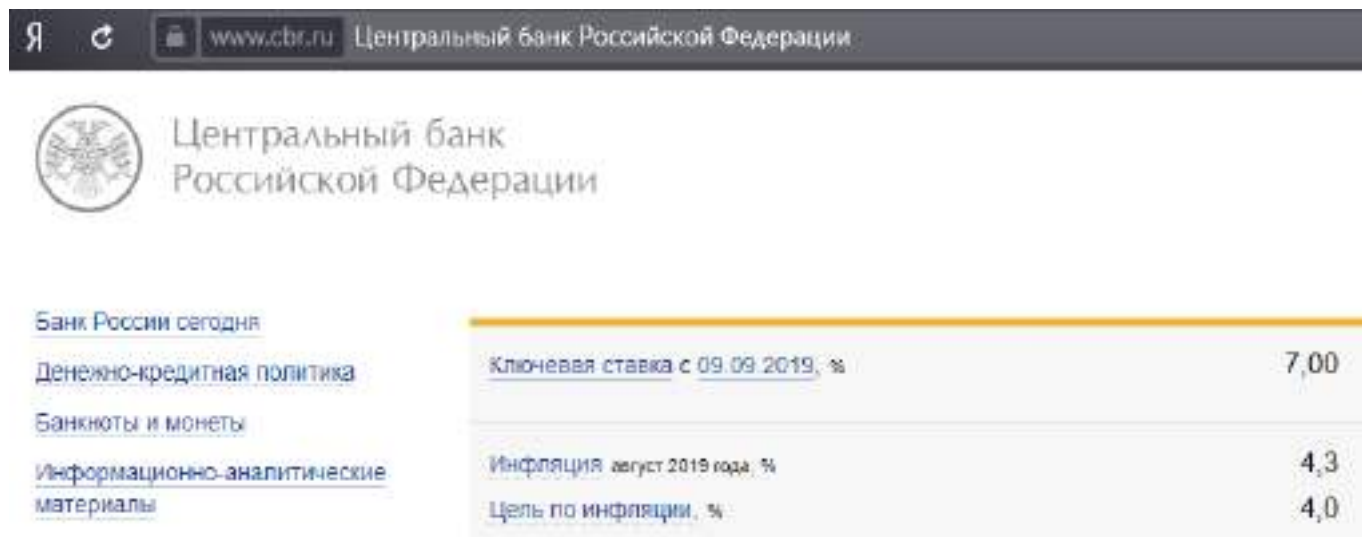 Я www.cbr.ru Центральный банк Российской Федерации
Центральный банк
Российской Федерации
Банк России сегодня
Денежно-кредитная политика
Банкноты и монеты
Информационно-аналитические
материалы
Ключевая ставка с 09.09.2019, % 7,00
Инфляция август 2019 года, % 4,3
Цель по инфляции, % 4,0